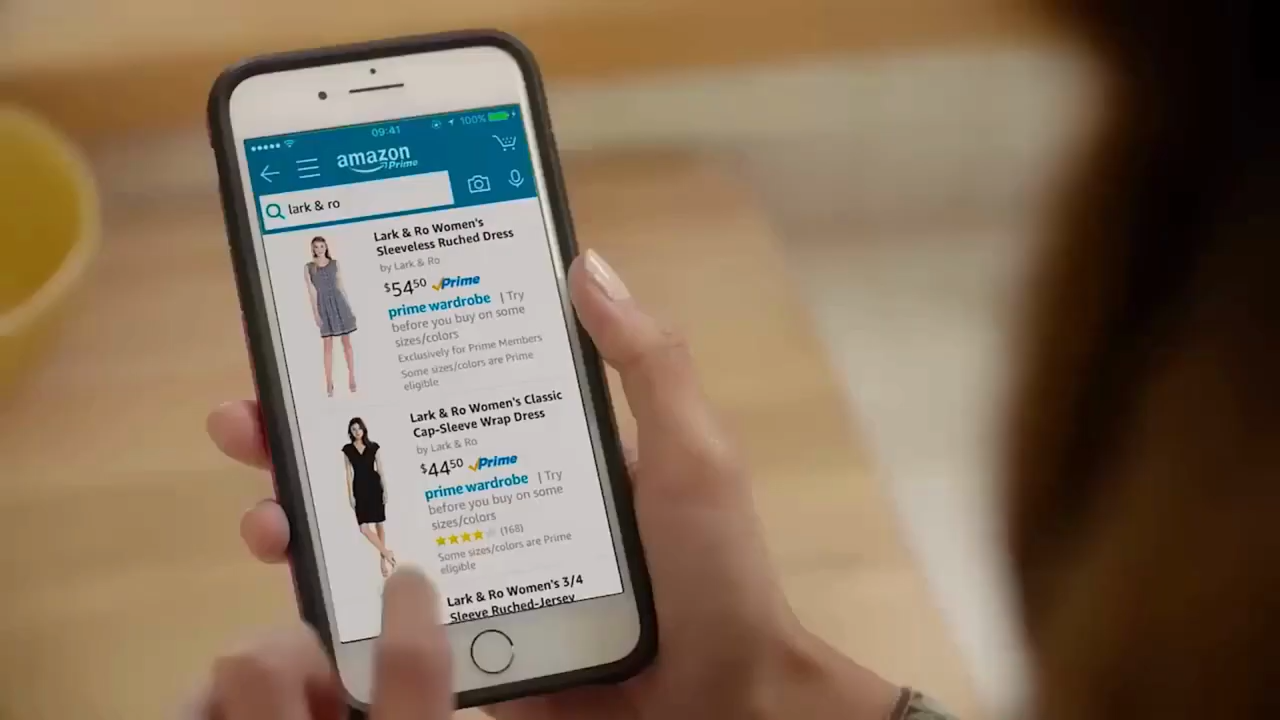 09:41
100%
amazon
Prime
lark & ro
Lark & Ro Women's
Sleeveless Ruched Dress
by Lark & Ro
$54 50 Prime
prime wardrobe | Try
before you buy on some
sizes/colors
Exclusively for Prime Members
Some sizes/colors are Prime
eligible
Lark & Ro Women's Classic
Cap-Sleeve Wrap Dress
by Lark & Ro
$44 50 Prime
prime wardrobe | Try
before you buy on some
sizes/colors
(168)
Some sizes/colors are Prime
eligible
Lark & Ro Women's 3/4
Sleeve Ruched-Jersey